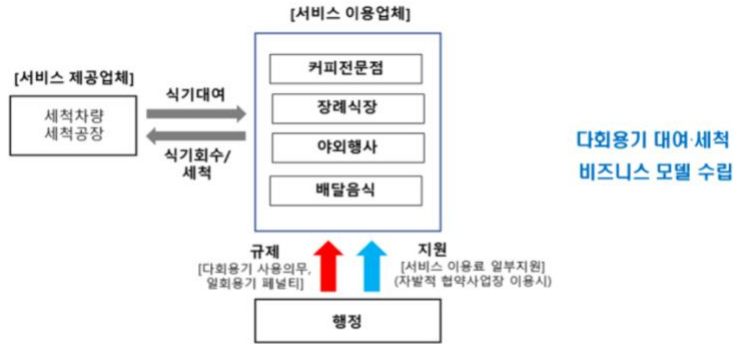 [서비스 이용업체]
커피전문점
장례식장
야외행사
배달음식
[서비스 제공업체]
세척차량
세척공장
식기대여
식기회수/
세척
다회용기 대여·세척
비즈니스 모델 수립
규제
[다회용기 사용의무,
일회용기 페널티]
지원
[서비스 이용료 일부지원]
(자발적 협약사업장 이용시)
행정